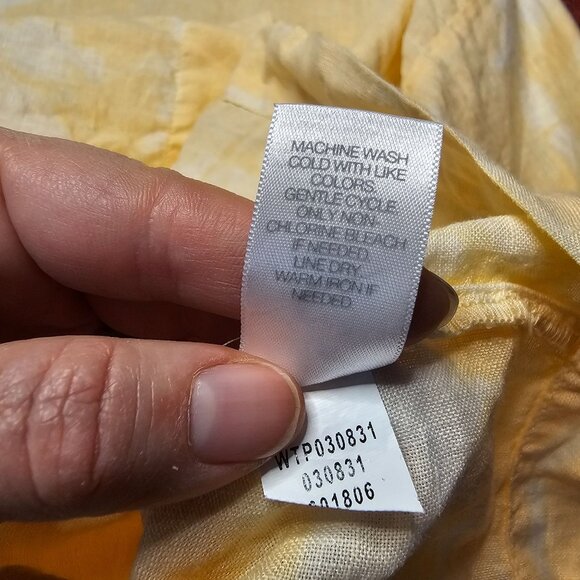 MACHINE WASH
COLD WITH LIKE
COLORS.
GENTLE CYCLE.
ONLY NON
CHLORINE BLEACH
IF NEEDED.
LINE DRY.
WARM IRON IF
NEEDED.
WTP030831
030831